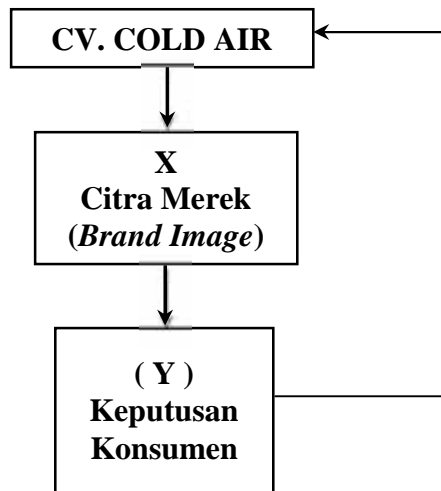 CV. COLD AIR
X
Citra Merek
(Brand Image)
( Y )
Keputusan
Konsumen